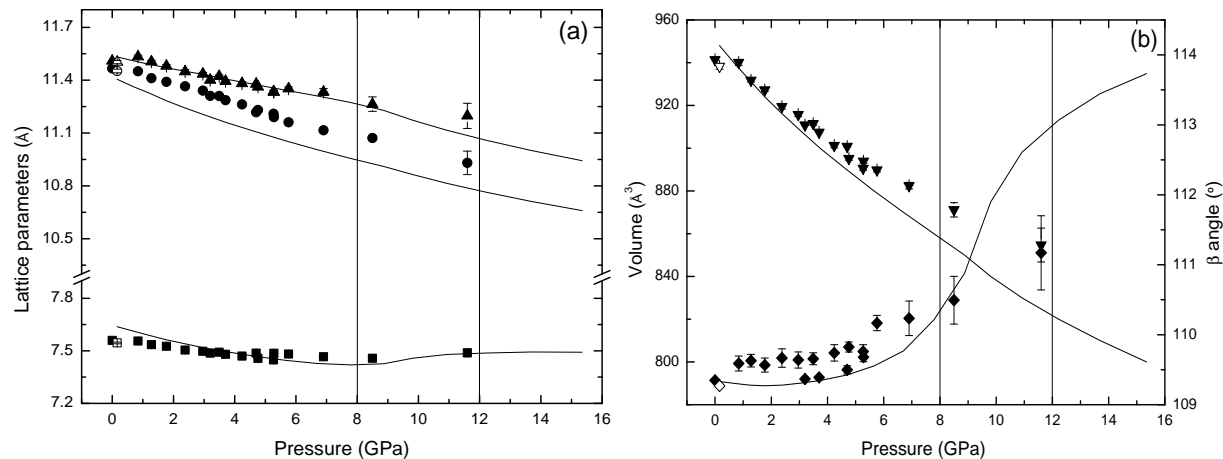 11.7
11.4
11.1
10.8
10.5
7.8
7.5
7.2
Lattice parameters (Å)
(a)
0 2 4 6 8 10 12 14 16
Pressure (GPa)
960
920
880
840
800
Volume (Å³)
(b)
114
113
112
111
110
109
β angle (°)
0 2 4 6 8 10 12 14 16
Pressure (GPa)